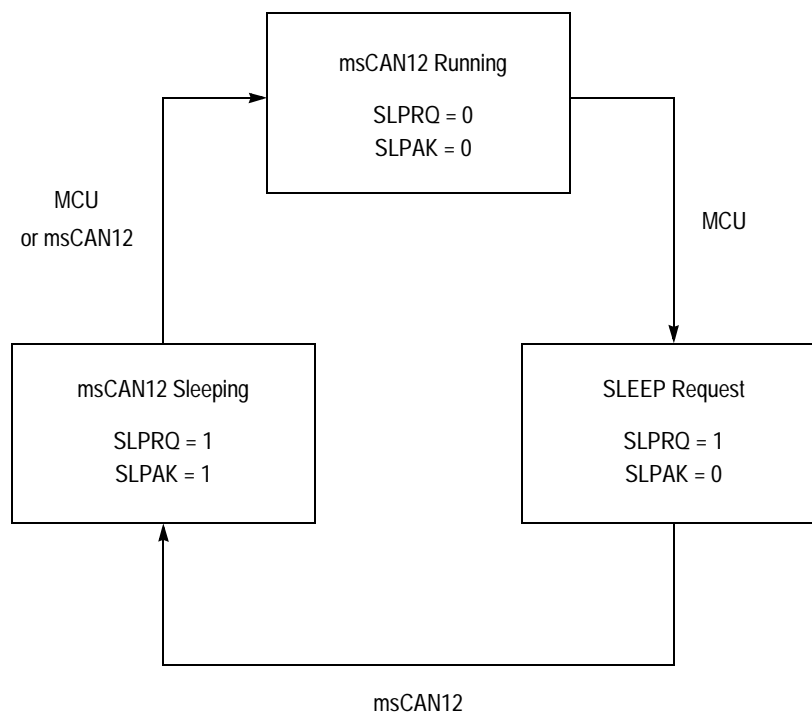 msCAN12 Running
SLPRQ = 0
SLPAK = 0
MCU
or msCAN12
MCU
msCAN12 Sleeping
SLPRQ = 1
SLPAK = 1
SLEEP Request
SLPRQ = 1
SLPAK = 0
msCAN12